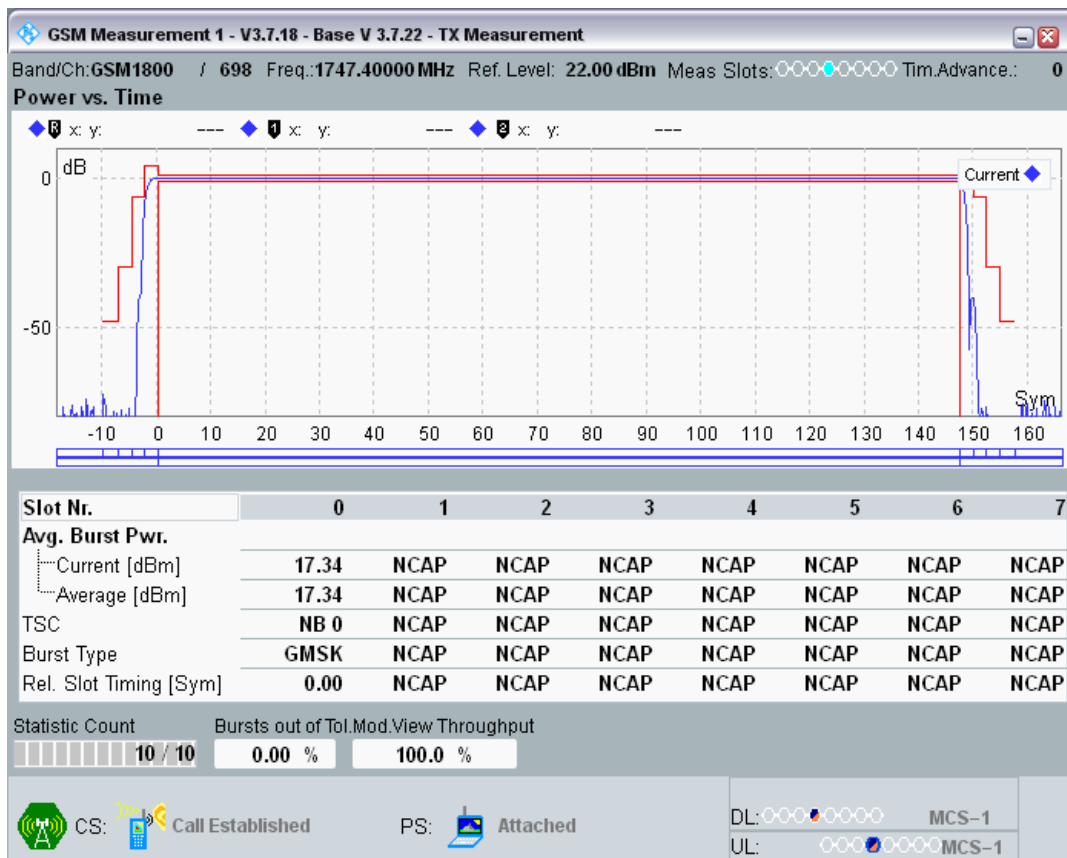 GSM Measurement 1 - V3.7.18 - Base V 3.7.22 - TX Measurement
Band/Ch:GSM1800 / 698 Freq.:1747.40000 MHz Ref. Level: 22.00 dBm Meas Slots: Tim.Advance.: 0
Power vs. Time
R x: y: --- 1 x: y: --- 2 x: y: ---
dB
Current
0
-50
Sym
-10 0 10 20 30 40 50 60 70 80 90 100 110 120 130 140 150 160
Slot Nr. 0 1 2 3 4 5 6 7
Avg. Burst Pwr.
Current [dBm] 17.34 NCAP NCAP NCAP NCAP NCAP NCAP NCAP
Average [dBm] 17.34 NCAP NCAP NCAP NCAP NCAP NCAP NCAP
TSC NB 0 NCAP NCAP NCAP NCAP NCAP NCAP NCAP
Burst Type GMSK NCAP NCAP NCAP NCAP NCAP NCAP NCAP
Rel. Slot Timing [Sym] 0.00 NCAP NCAP NCAP NCAP NCAP NCAP NCAP
Statistic Count Bursts out of Tol.Mod.View Throughput
10 / 10 0.00 % 100.0 %
CS: Call Established PS: Attached
DL: MCS-1
UL: MCS-1